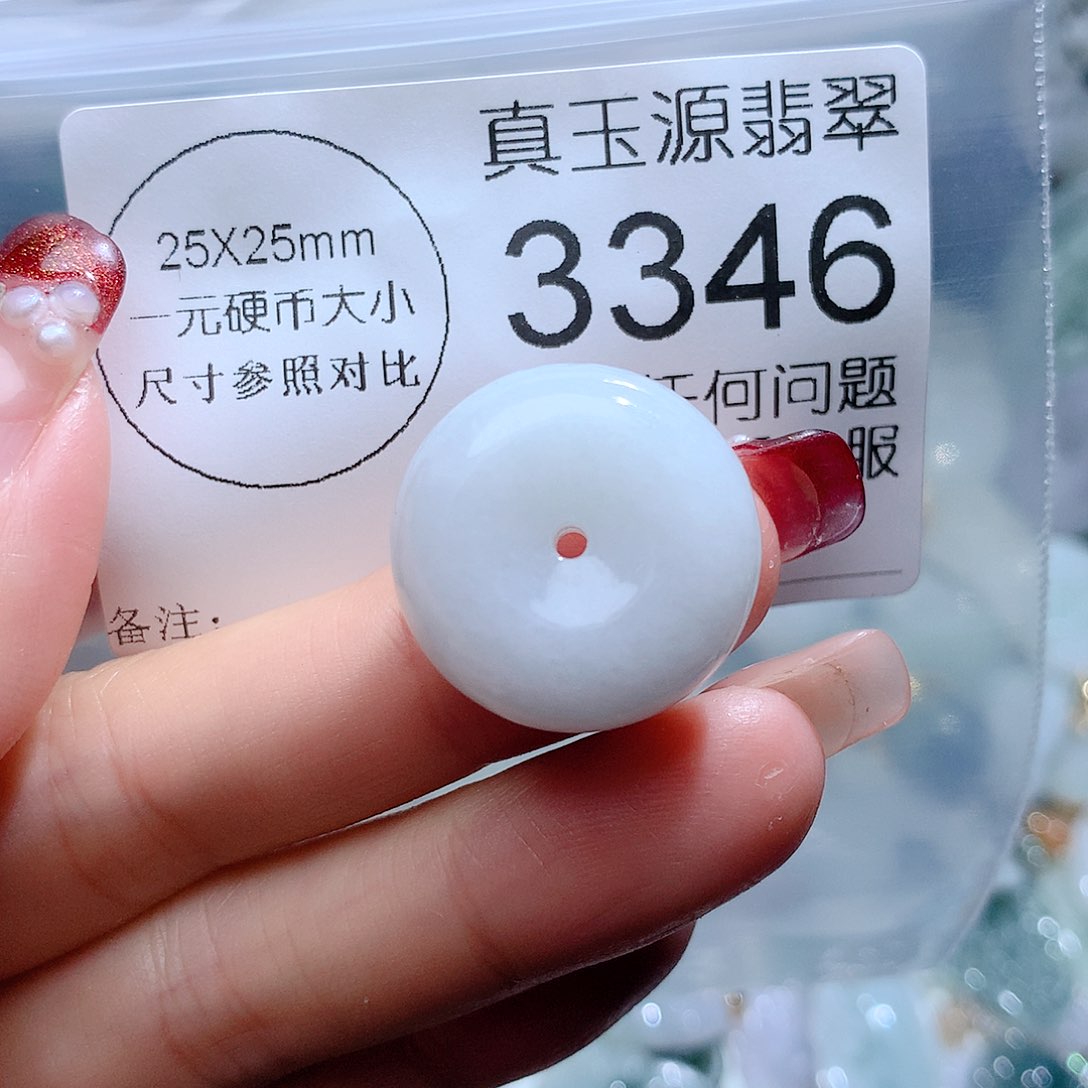 真玉源翡翠
3346
25X25mm
一元硬币大小
尺寸参照对比
任何问题
服
备注: